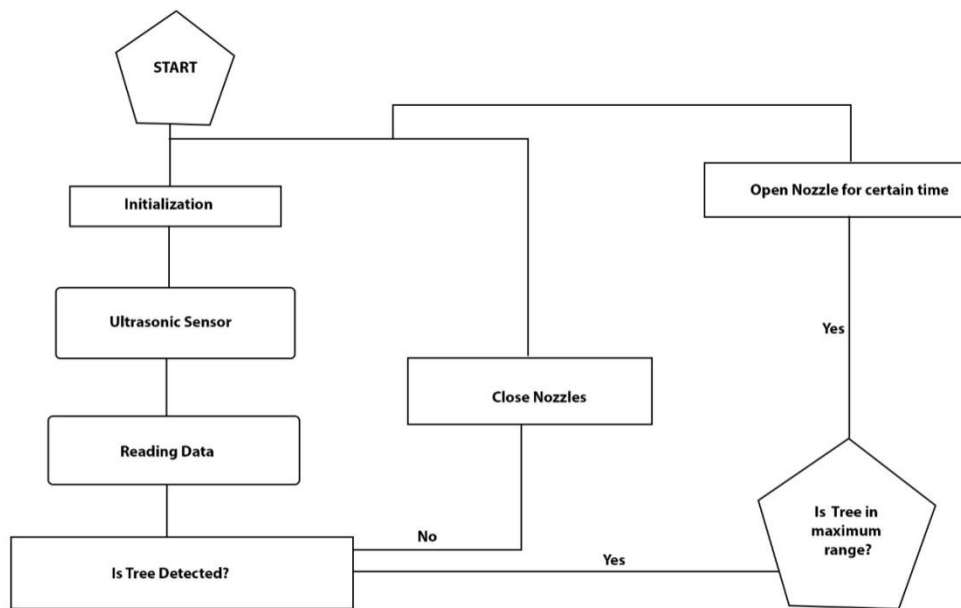 START
Initialization
Open Nozzle for certain time
Ultrasonic Sensor
Yes
Close Nozzles
Reading Data
Is Tree in
maximum
range?
No
Yes
Is Tree Detected?